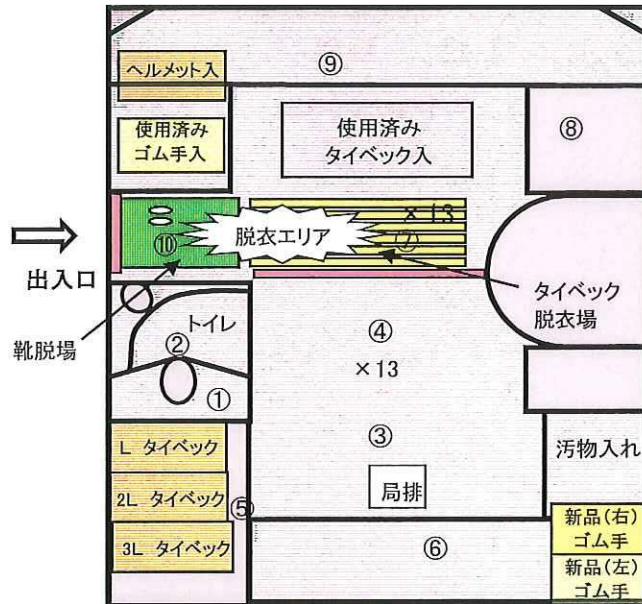 ⑨
ヘルメット入
使用済み
ゴム手入
使用済み
タイベック入
⑧
×13
脱衣エリア
⑩
⑦
出入口
タイベック
脱衣場
靴脱場
トイレ
②
④
×13
①
③
L タイベック
汚物入れ
2L タイベック
⑤
局排
3L タイベック
⑥
新品(右)
ゴム手
新品(左)
ゴム手